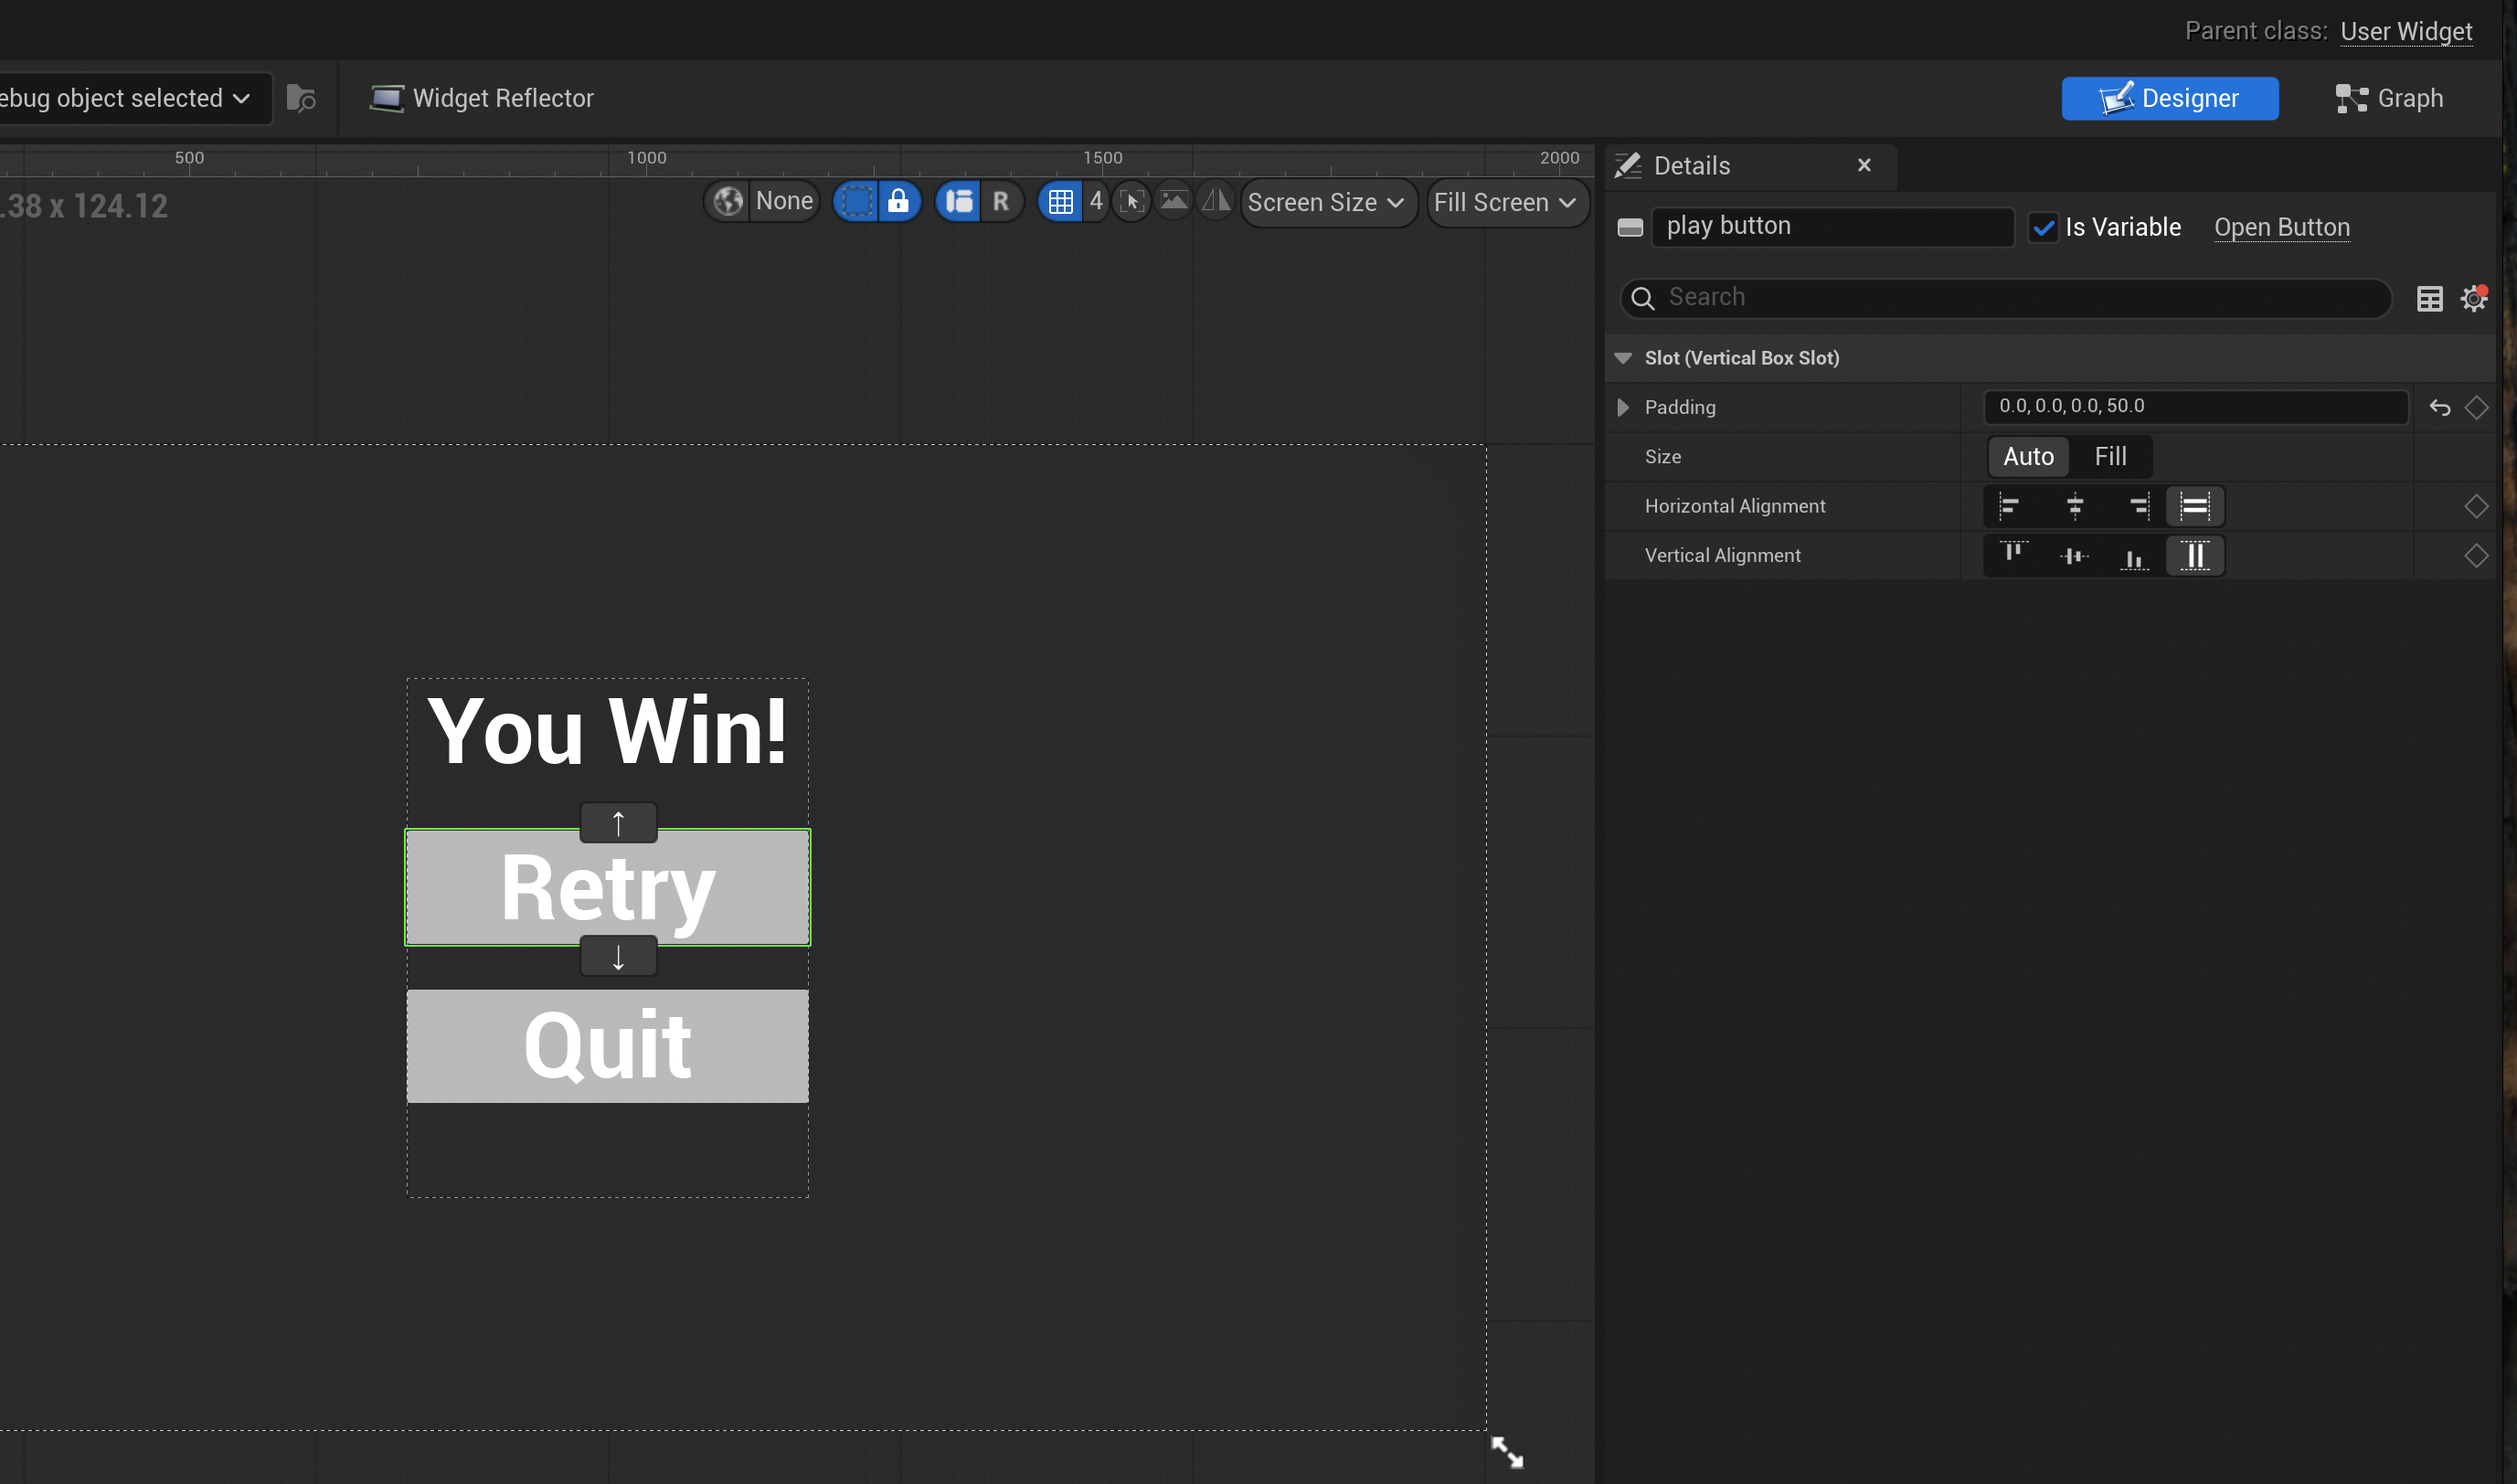 Parent class: User Widget
ebug object selected
Widget Reflector
Designer
Graph
500 1000 1500 2000
.38 x 124.12
None
R
4
Screen Size
Fill Screen
Details
play button
Is Variable
Open Button
Search
Slot (Vertical Box Slot)
Padding
0.0, 0.0, 0.0, 50.0
Size
Auto
Fill
Horizontal Alignment
Vertical Alignment
You Win!
Retry
Quit